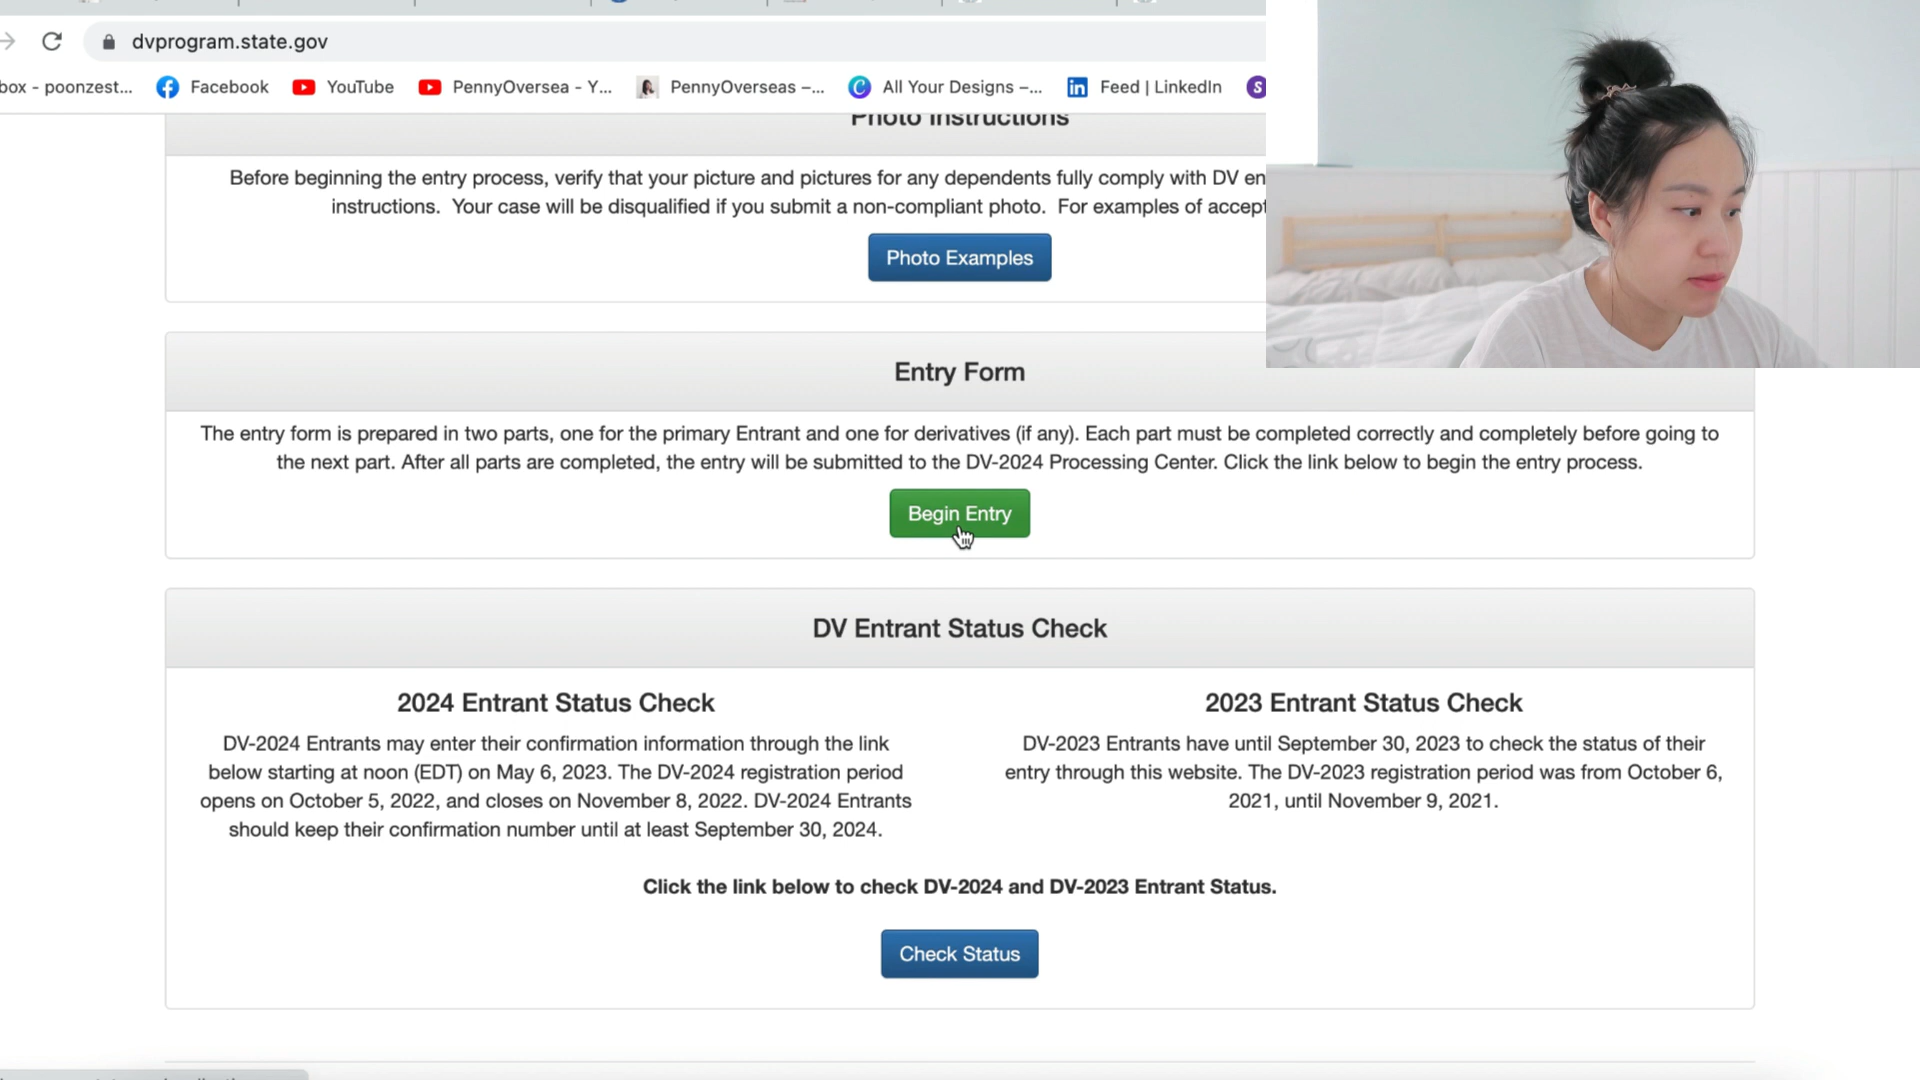 dvprogram.state.gov
box - poonzest...
Facebook
YouTube
PennyOversea - Y...
PennyOverseas –...
All Your Designs –...
Feed | LinkedIn
Photo Instructions
Before beginning the entry process, verify that your picture and pictures for any dependents fully comply with DV en
instructions. Your case will be disqualified if you submit a non-compliant photo. For examples of accept
Photo Examples
Entry Form
The entry form is prepared in two parts, one for the primary Entrant and one for derivatives (if any). Each part must be completed correctly and completely before going to
the next part. After all parts are completed, the entry will be submitted to the DV-2024 Processing Center. Click the link below to begin the entry process.
Begin Entry
DV Entrant Status Check
2024 Entrant Status Check
DV-2024 Entrants may enter their confirmation information through the link
below starting at noon (EDT) on May 6, 2023. The DV-2024 registration period
opens on October 5, 2022, and closes on November 8, 2022. DV-2024 Entrants
should keep their confirmation number until at least September 30, 2024.
2023 Entrant Status Check
DV-2023 Entrants have until September 30, 2023 to check the status of their
entry through this website. The DV-2023 registration period was from October 6,
2021, until November 9, 2021.
Click the link below to check DV-2024 and DV-2023 Entrant Status.
Check Status